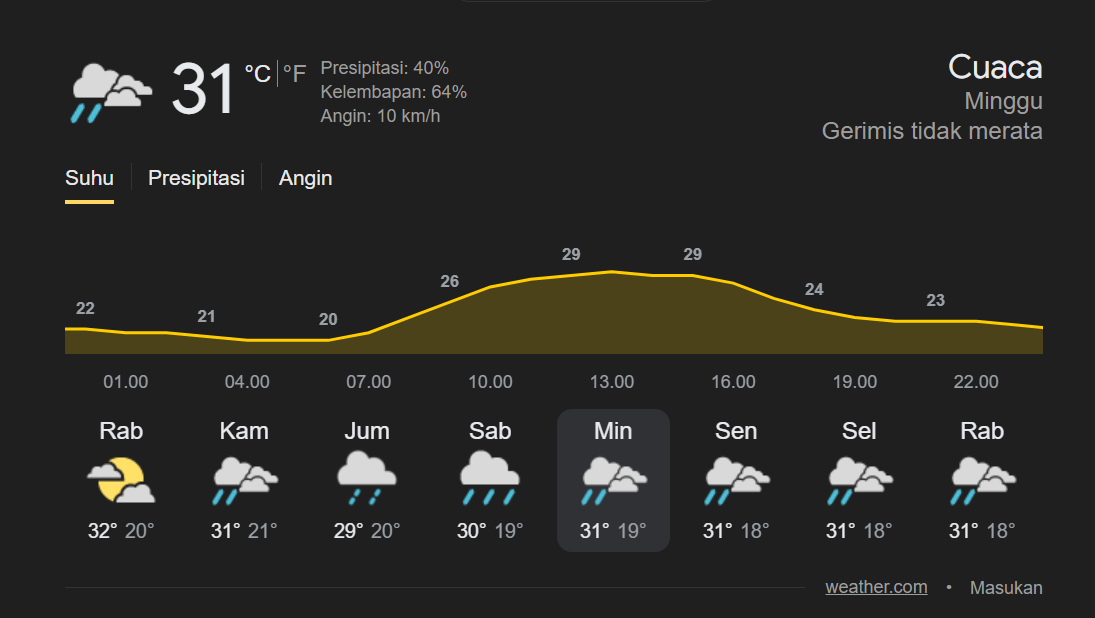 31 °C | °F
Presipitasi: 40%
Kelembapan: 64%
Angin: 10 km/h
Cuaca
Minggu
Gerimis tidak merata
Suhu Presipitasi Angin
22 21 20 26 29 29 24 23
01.00 04.00 07.00 10.00 13.00 16.00 19.00 22.00
Rab Kam Jum Sab Min Sen Sel Rab
32° 20° 31° 21° 29° 20° 30° 19° 31° 19° 31° 18° 31° 18° 31° 18°
weather.com • Masukan